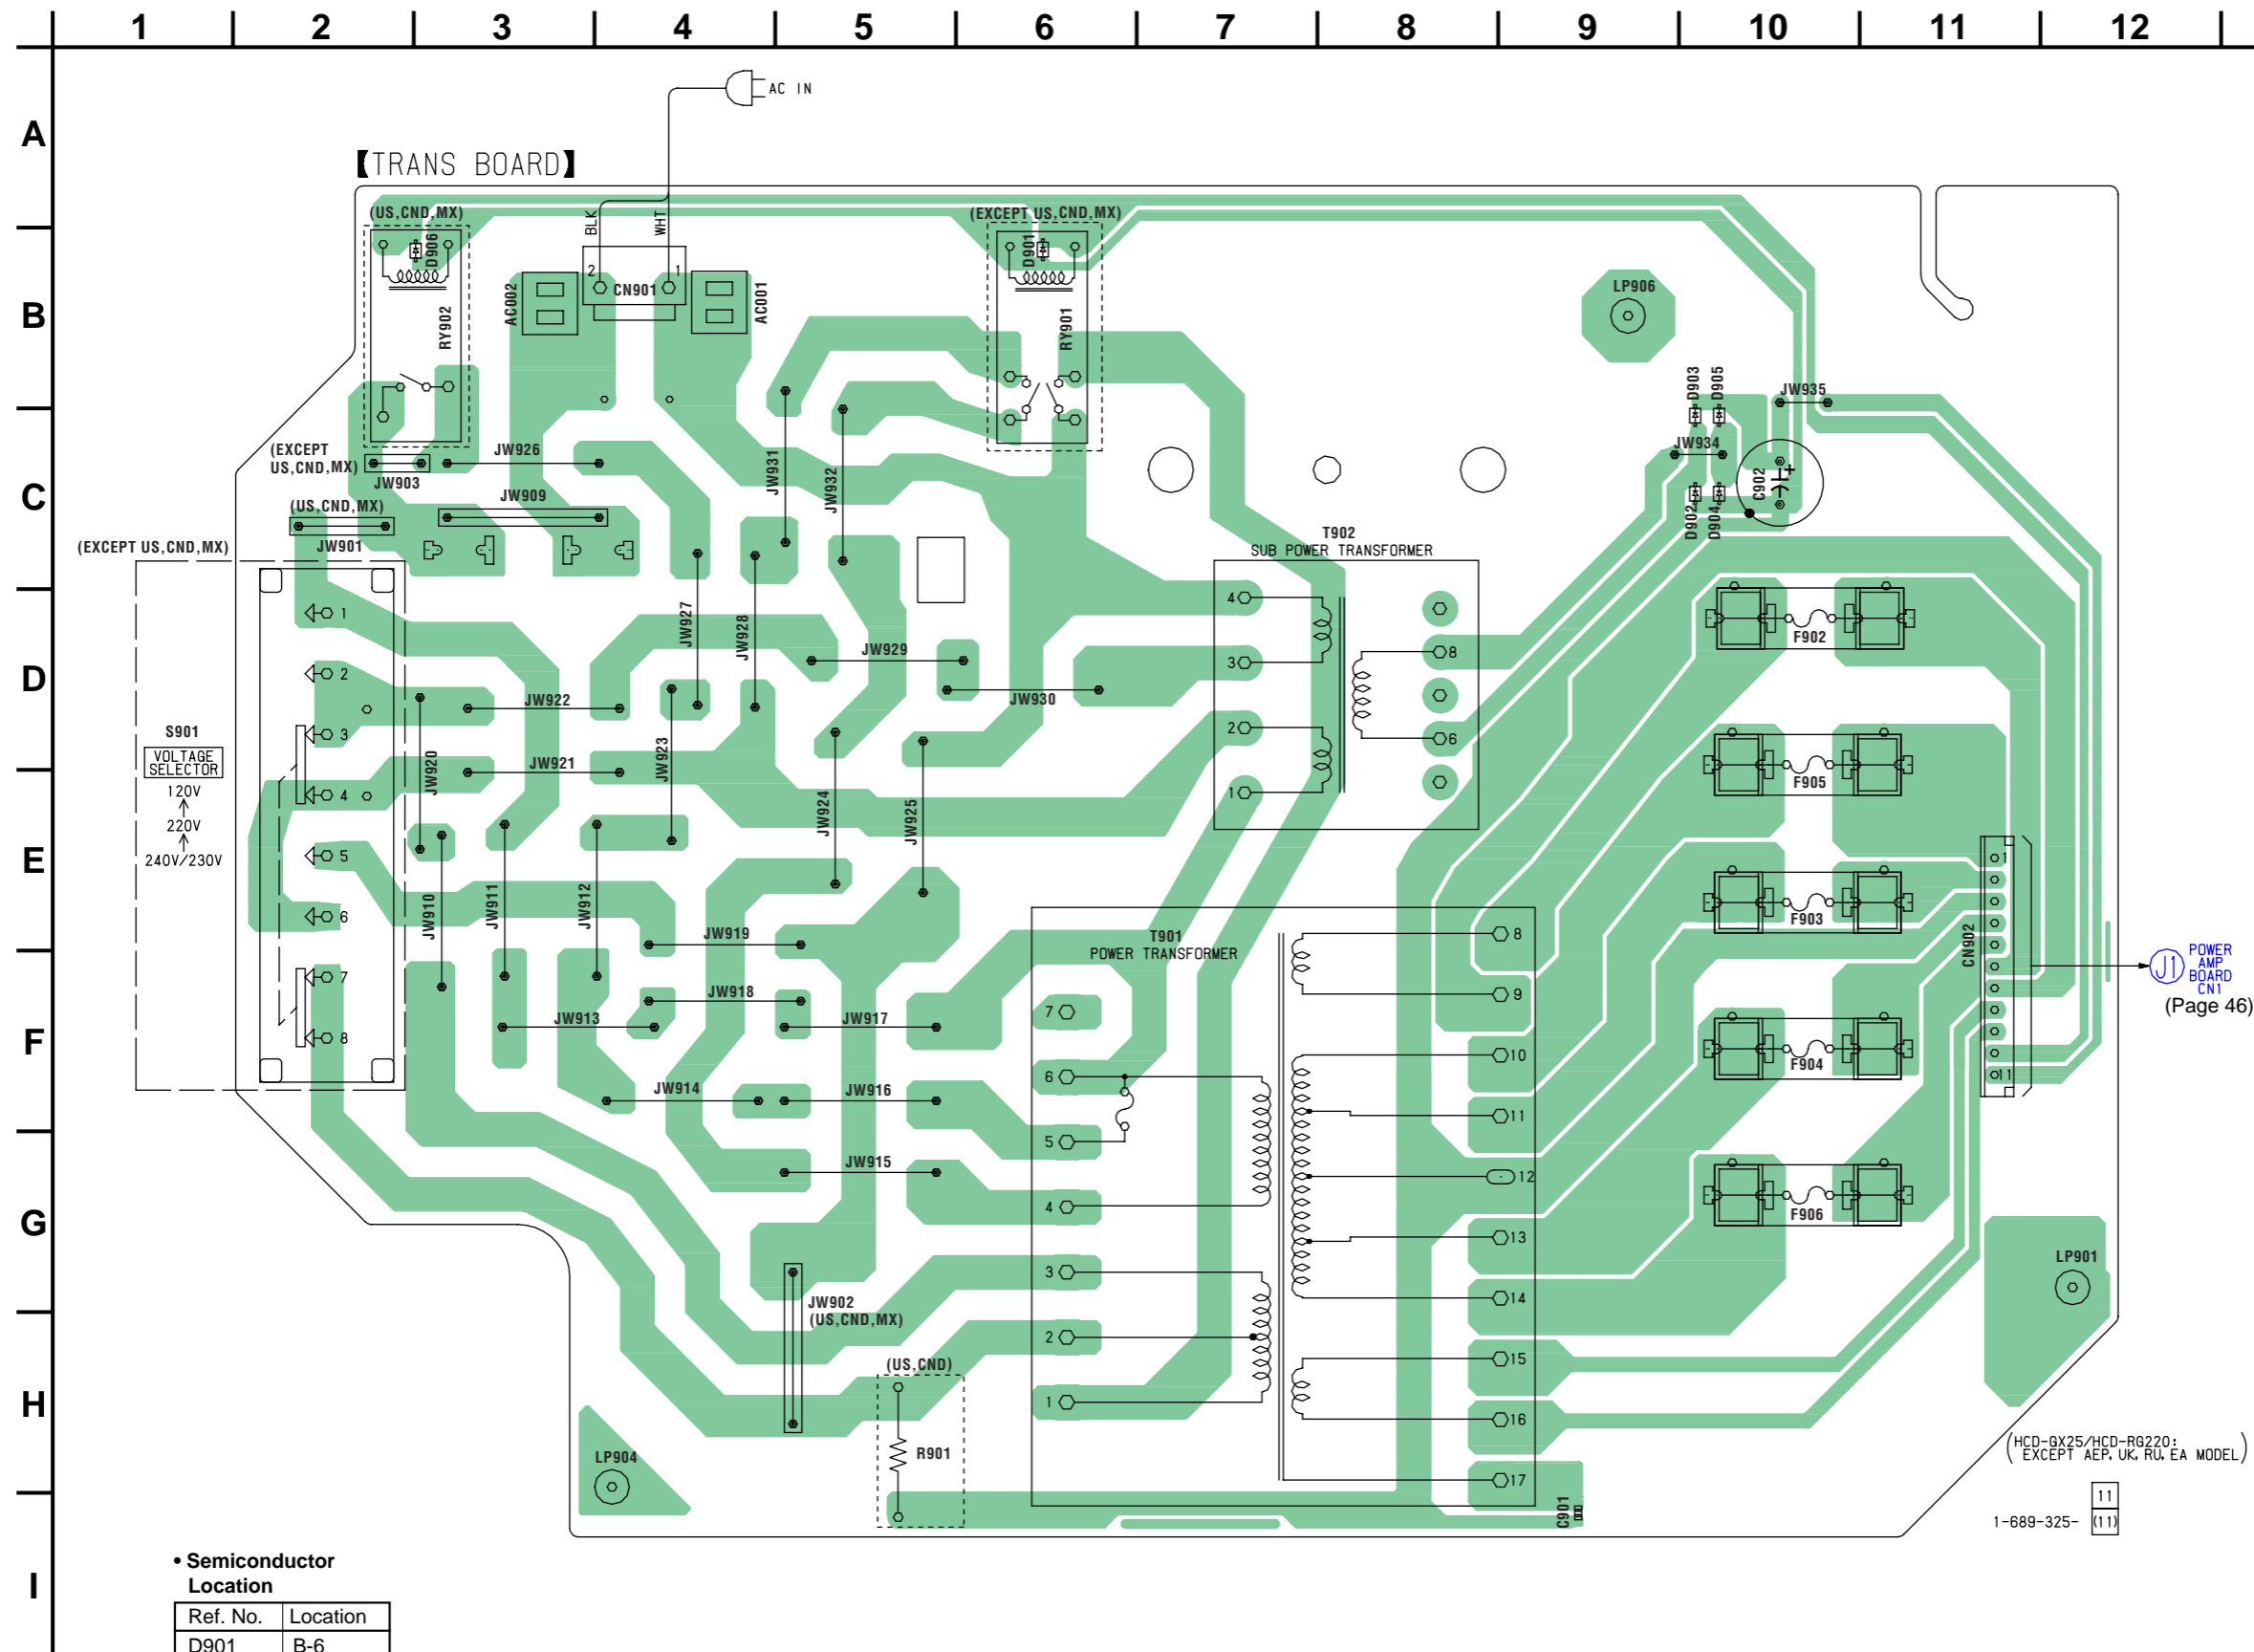 1 2 3 4 5 6 7 8 9 10 11 12
A
AC IN
【TRANS BOARD】
(US,CND,MX)
BLK
WHT
(EXCEPT US,CND,MX)
D906
D901
B
2
1
CN901
AC002
AC001
RY902
RY901
LP906
D903
D905
JW935
(EXCEPT
US,CND,MX)
JW903
JW926
JW931
JW932
JW934
C902
+
C
JW909
(US,CND,MX)
JW901
D902
D904
(EXCEPT US,CND,MX)
T902
SUB POWER TRANSFORMER
1
2
3
4
5
6
7
8
JW927
JW928
JW929
JW930
4
3
2
1
8
6
F902
D
JW922
S901
VOLTAGE
SELECTOR
120V
220V
240V/230V
JW920
JW921
JW923
JW924
JW925
F905
E
JW910
JW911
JW912
F903
1
CN902
11
JW919
T901
POWER TRANSFORMER
J1
POWER
AMP
BOARD
CN1
(Page 46)
7
6
5
4
3
2
1
8
9
10
11
12
13
14
15
16
17
JW918
JW913
JW917
F
F904
JW914
JW916
JW915
G
F906
LP901
JW902
(US,CND,MX)
(US,CND)
H
R901
LP904
C901
(HCD-GX25/HCD-RG220:
EXCEPT AEP, UK, RU, EA MODEL)
11
1-689-325- (11)
• Semiconductor
Location
I
Ref. No. Location
D901 B-6